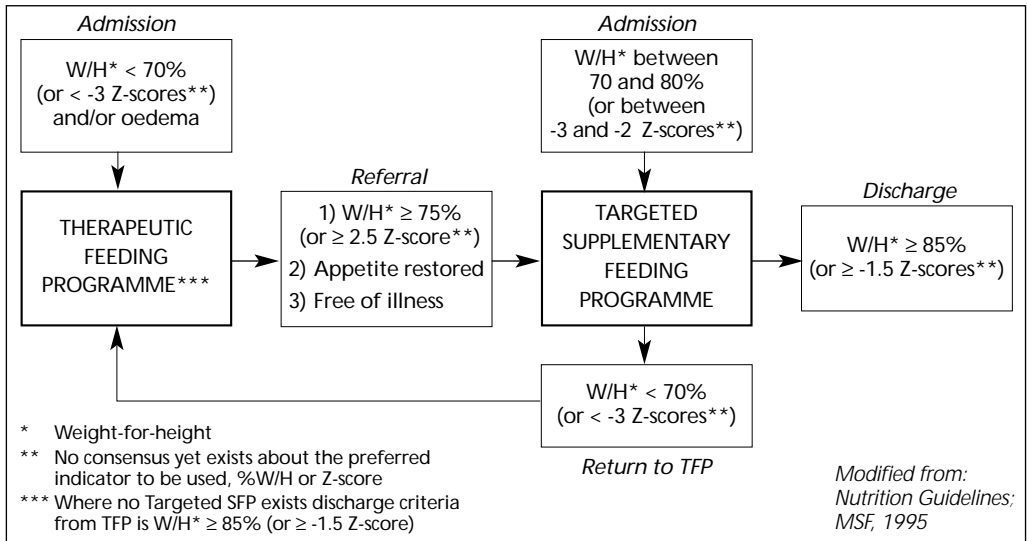 Admission
W/H* < 70%
(or < -3 Z-scores**)
and/or oedema
Admission
W/H* between
70 and 80%
(or between
-3 and -2 Z-scores**)
THERAPEUTIC
FEEDING
PROGRAMME***
Referral
1) W/H* ≥ 75%
(or ≥ 2.5 Z-score**)
2) Appetite restored
3) Free of illness
TARGETED
SUPPLEMENTARY
FEEDING
PROGRAMME
Discharge
W/H* ≥ 85%
(or ≥ -1.5 Z-scores**)
W/H* < 70%
(or < -3 Z-scores**)
Return to TFP
* Weight-for-height
** No consensus yet exists about the preferred
indicator to be used, %W/H or Z-score
*** Where no Targeted SFP exists discharge criteria
from TFP is W/H* ≥ 85% (or ≥ -1.5 Z-score)
Modified from:
Nutrition Guidelines;
MSF, 1995